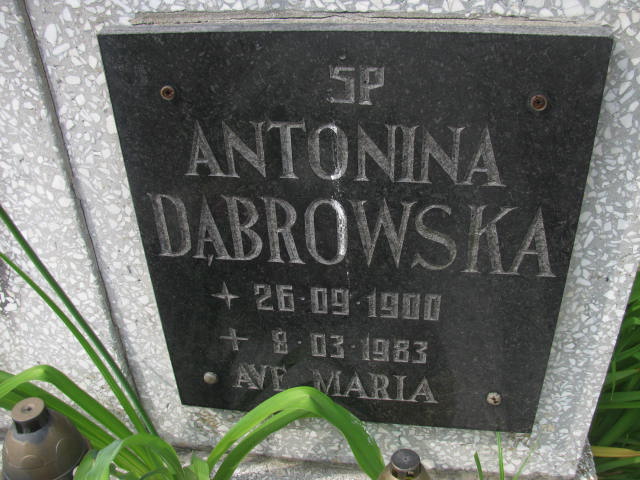 ŚP
ANTONINA
DĄBROWSKA
26·09·1900
8·03·1983
AVE MARIA